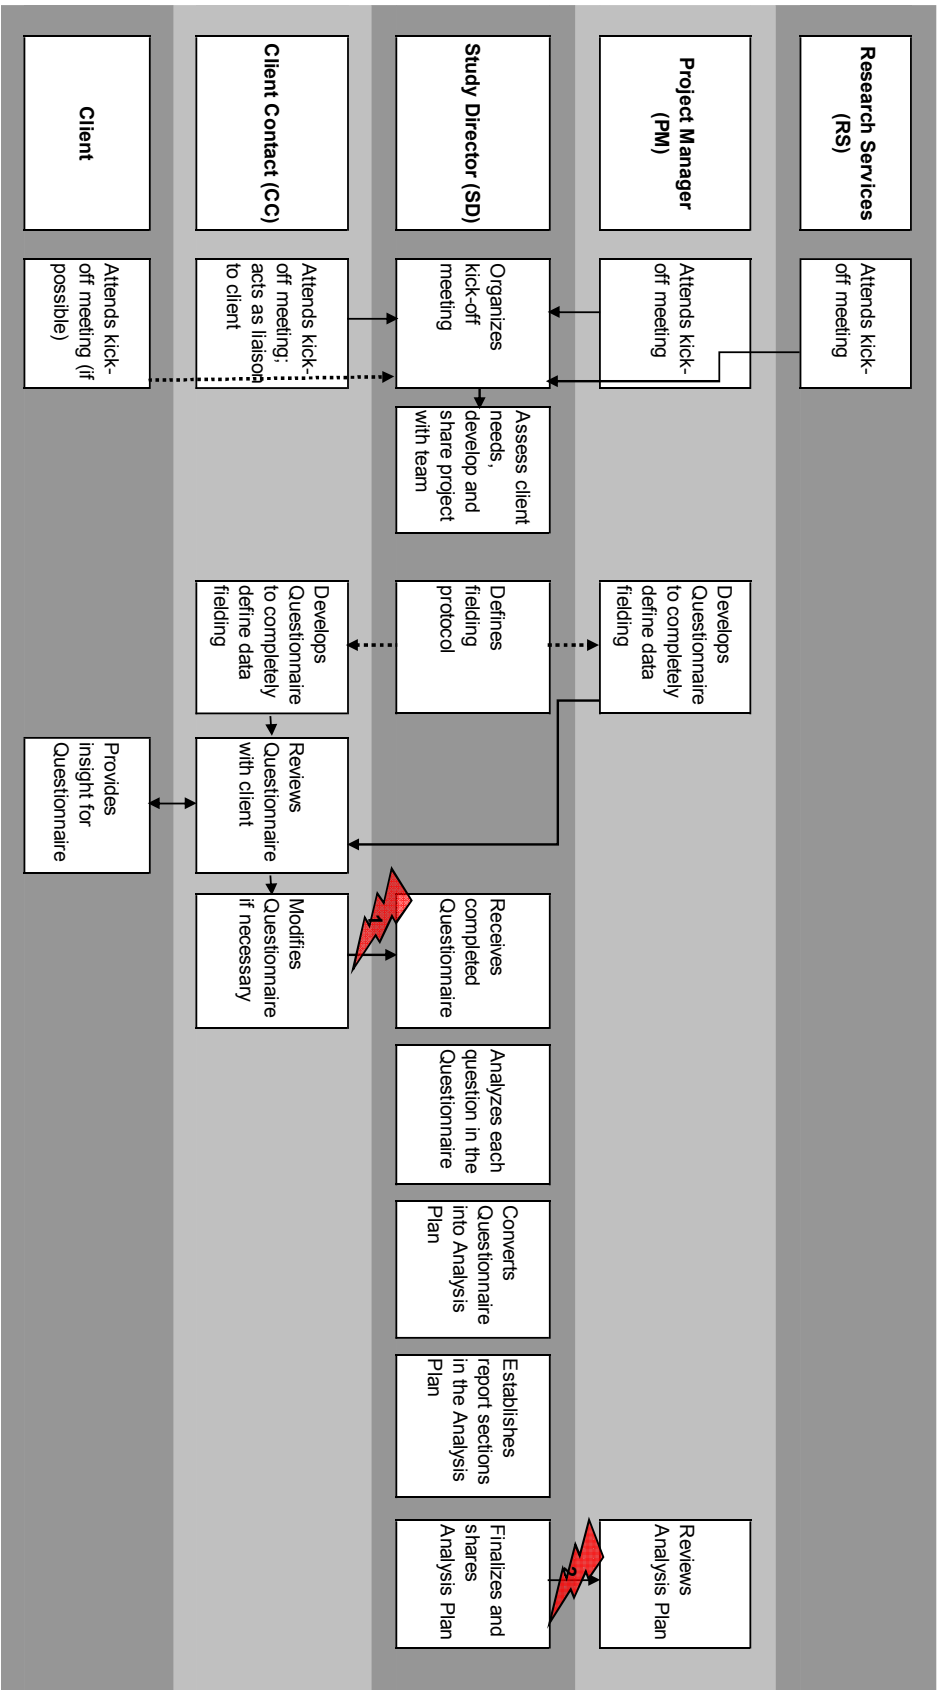 Research Services
(RS)
Attends kick-
off meeting
Project Manager
(PM)
Attends kick-
off meeting
Develops
Questionnaire
to completely
define data
fielding
Reviews
Analysis Plan
Study Director (SD)
Organizes
kick-off
meeting
Assess client
needs,
develop and
share project
with team
Defines
fielding
protocol
Receives
completed
Questionnaire
Analyzes each
question in the
Questionnaire
Converts
Questionnaire
into Analysis
Plan
Establishes
report sections
in the Analysis
Plan
Finalizes and
shares
Analysis Plan
1
2
Client Contact (CC)
Attends kick-
off meeting;
acts as liaison
to client
Develops
Questionnaire
to completely
define data
fielding
Reviews
Questionnaire
with client
Modifies
Questionnaire
if necessary
Client
Attends kick-
off meeting (if
possible)
Provides
insight for
Questionnaire